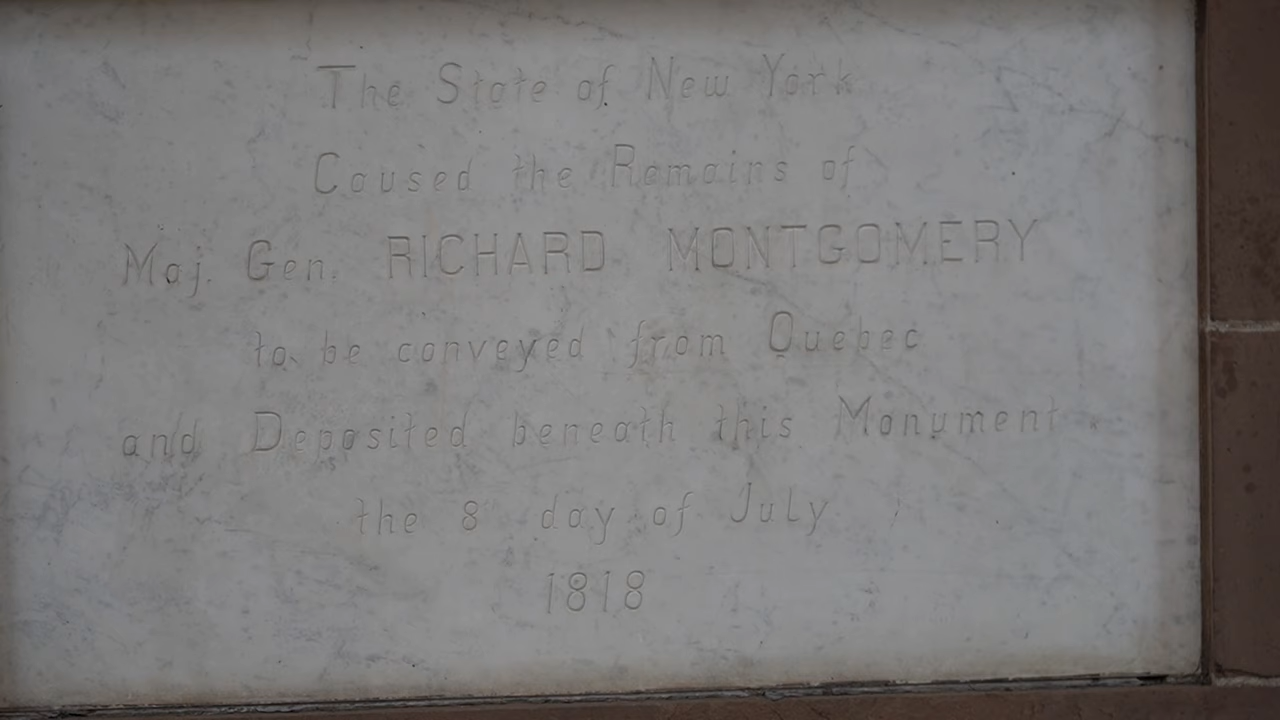 The State of New York
Caused the Remains of
Maj. Gen. RICHARD MONTGOMERY
to be conveyed from Quebec
and Deposited beneath this Monument
the 8 day of July
1818